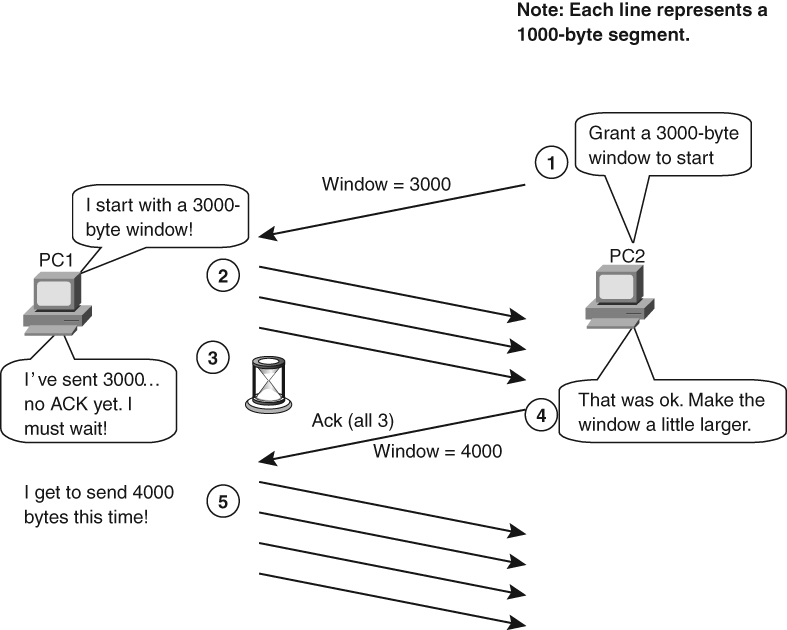 Note: Each line represents a
1000-byte segment.
Grant a 3000-byte
window to start
1
Window = 3000
I start with a 3000-
byte window!
PC1
PC2
2
3
I've sent 3000...
no ACK yet. I
must wait!
That was ok. Make the
window a little larger.
4
Ack (all 3)
Window = 4000
I get to send 4000
bytes this time!
5